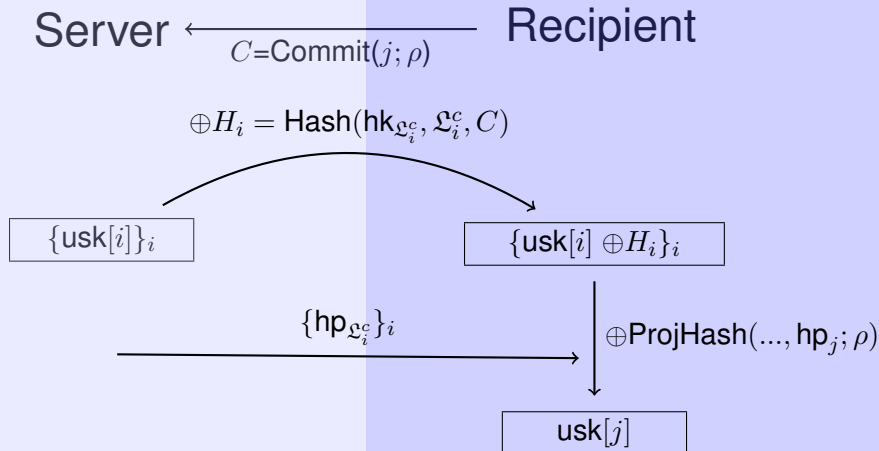 Server
Recipient
C=Commit(j; ρ)
⊕H_i = Hash(hk_{𝔏_i^c}, 𝔏_i^c, C)
{usk[i]}_i
{usk[i] ⊕H_i}_i
{hp_{𝔏_i^c}}_i
⊕ProjHash(..., hp_j; ρ)
usk[j]